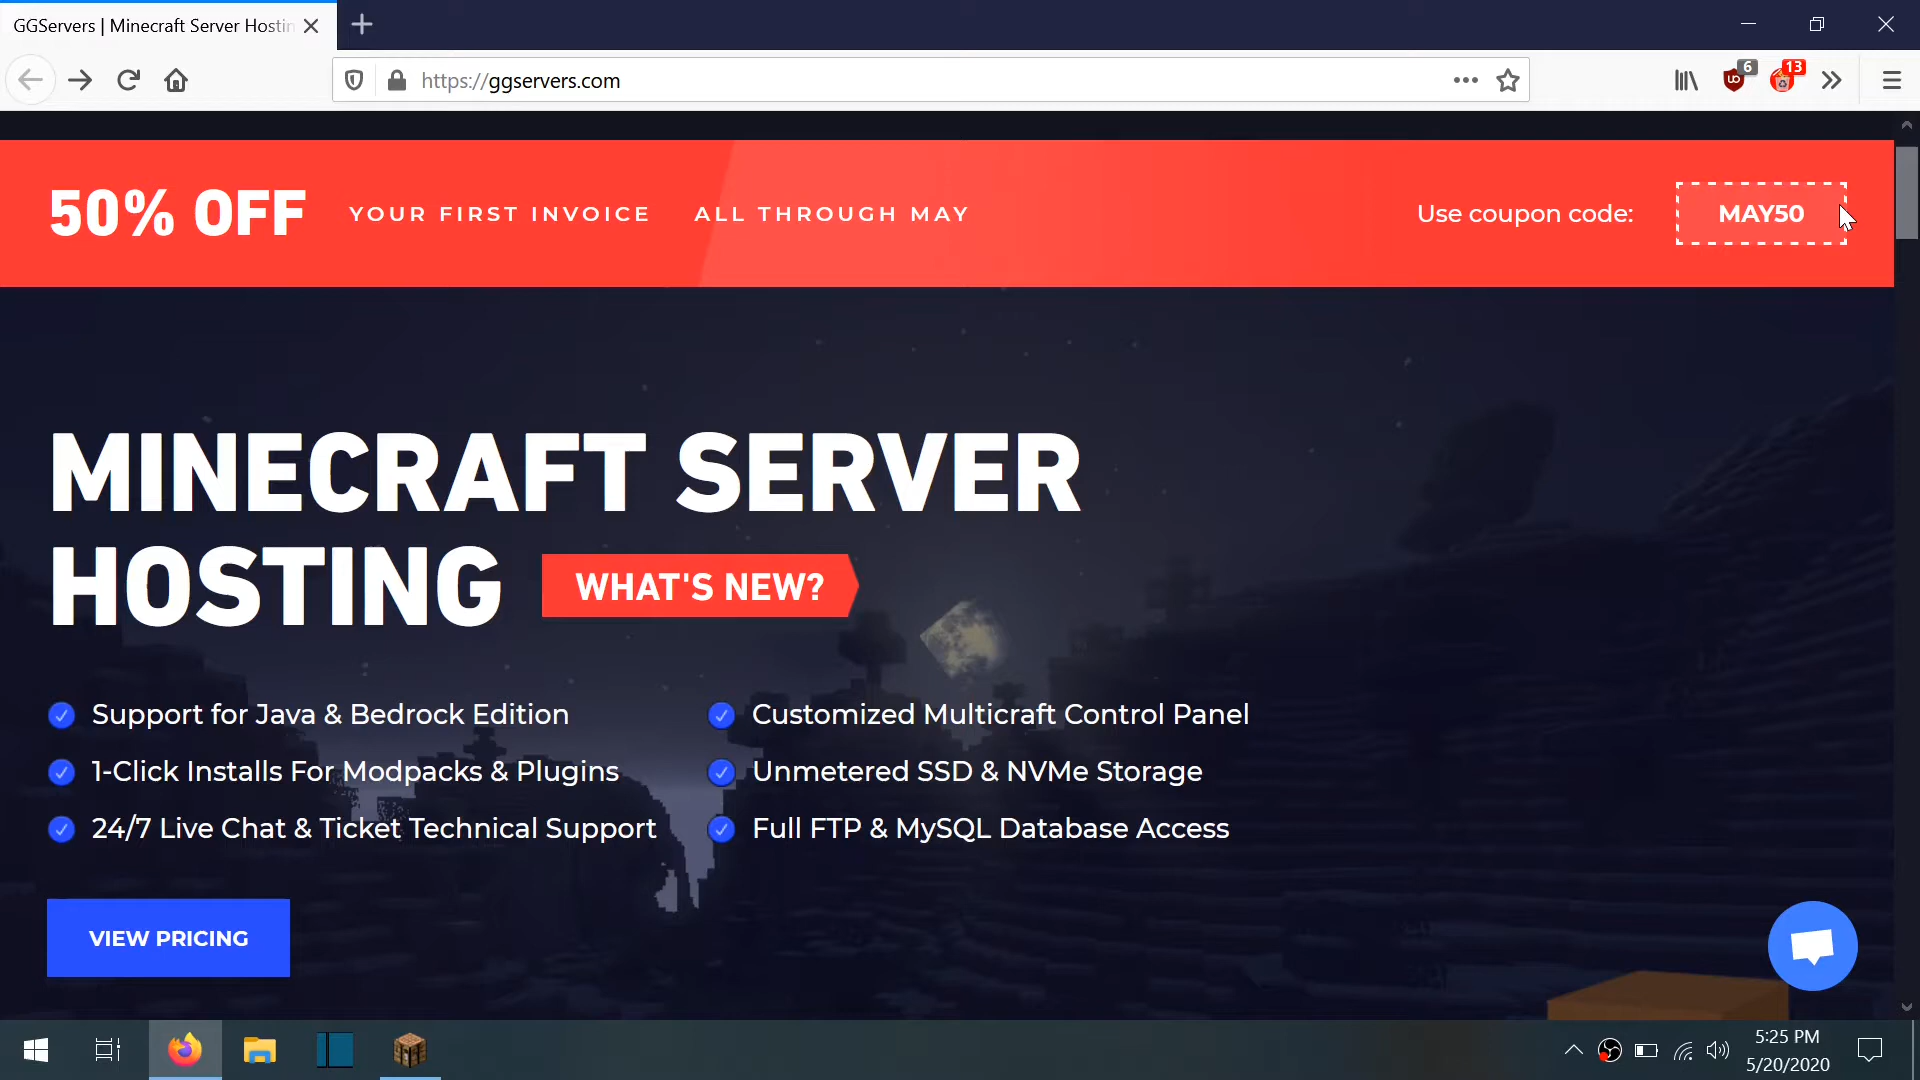 GGServers | Minecraft Server Hostin
https://ggservers.com
6
13
50% OFF YOUR FIRST INVOICE ALL THROUGH MAY Use coupon code: MAY50
MINECRAFT SERVER
HOSTING WHAT'S NEW?
Support for Java & Bedrock Edition
Customized Multicraft Control Panel
1-Click Installs For Modpacks & Plugins
Unmetered SSD & NVMe Storage
24/7 Live Chat & Ticket Technical Support
Full FTP & MySQL Database Access
VIEW PRICING
5:25 PM
5/20/2020